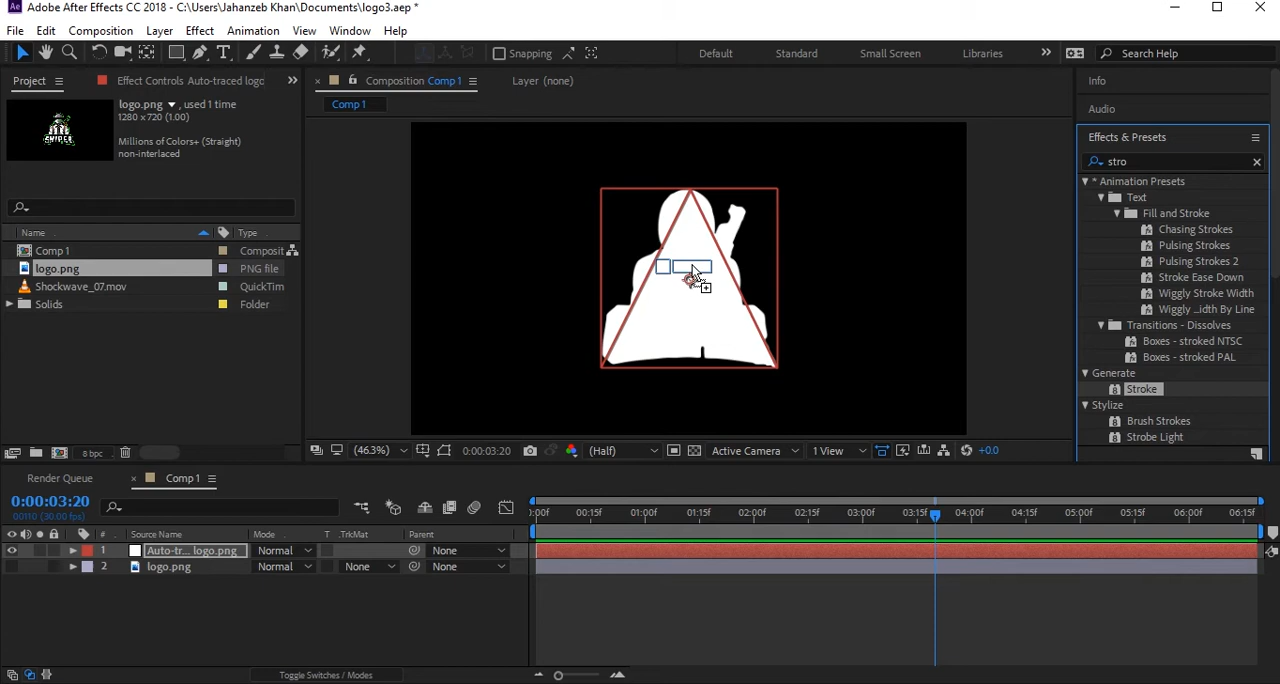 Adobe After Effects CC 2018 - C:\Users\Jahanzeb Khan\Documents\logo3.aep *
File Edit Composition Layer Effect Animation View Window Help
Snapping Default Standard Small Screen Libraries Search Help
Project Effect Controls Auto-traced logo
Composition Comp 1 Layer (none)
Info
Comp 1
logo.png , used 1 time
1280 x 720 (1.00)
Millions of Colors+ (Straight)
non-interlaced
SNIPER
Audio
Effects & Presets
stro
* Animation Presets
Text
Fill and Stroke
Chasing Strokes
Pulsing Strokes
Pulsing Strokes 2
Stroke Ease Down
Wiggly Stroke Width
Wiggly ...idth By Line
Transitions - Dissolves
Boxes - stroked NTSC
Boxes - stroked PAL
Generate
Stroke
Stylize
Brush Strokes
Strobe Light
Name Type
Comp 1 Composit
logo.png PNG file
Shockwave_07.mov QuickTim
Solids Folder
8 bpc
(46.3%) 0:00:03:20 (Half) Active Camera 1 View +0.0
Render Queue Comp 1
0:00:03:20
00110 (30.00 fps)
:00f 00:15f 01:00f 01:15f 02:00f 02:15f 03:00f 03:15f 04:00f 04:15f 05:00f 05:15f 06:00f 06:15f
# Source Name Mode T .TrkMat Parent
1 Auto-tr... logo.png Normal None
2 logo.png Normal None None
Toggle Switches / Modes